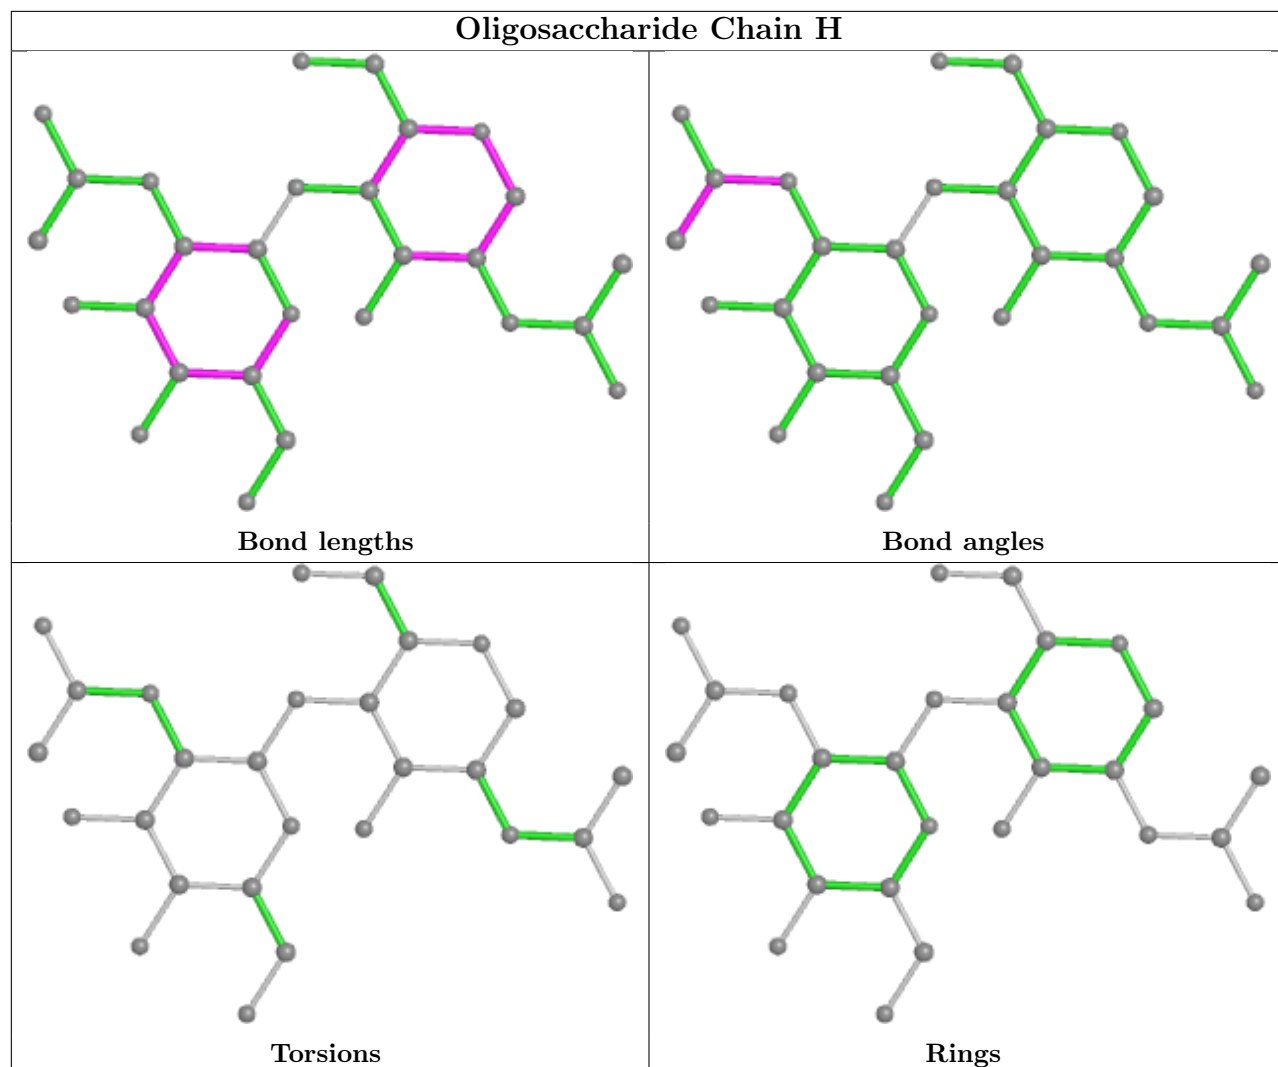 Oligosaccharide Chain H
Bond lengths
Bond angles
Torsions
Rings